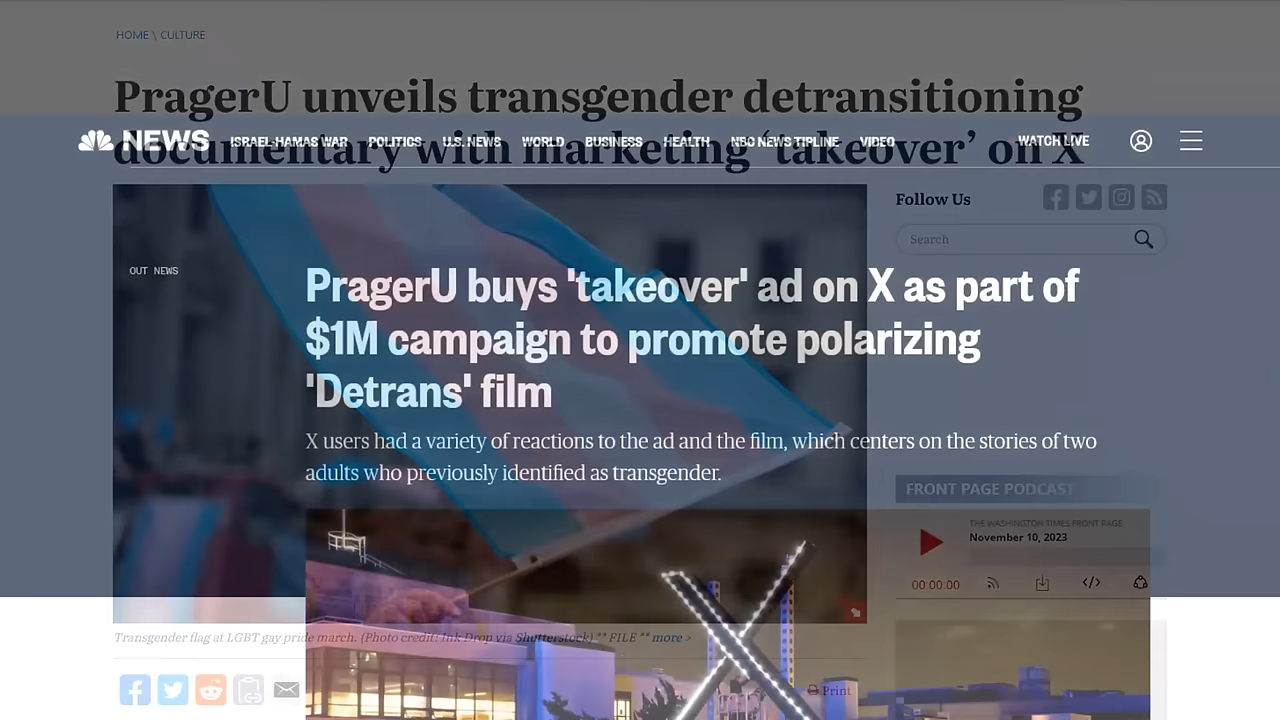 HOME \ CULTURE
PragerU unveils transgender detransitioning
documentary with marketing ‘takeover’ on X
NEWS ISRAEL-HAMAS WAR POLITICS U.S. NEWS WORLD BUSINESS HEALTH NBC NEWS TIPLINE VIDEO WATCH LIVE
Follow Us
Search
OUT NEWS
PragerU buys 'takeover' ad on X as part of
$1M campaign to promote polarizing
'Detrans' film
X users had a variety of reactions to the ad and the film, which centers on the stories of two
adults who previously identified as transgender.
FRONT PAGE PODCAST
THE WASHINGTON TIMES FRONT PAGE
November 10, 2023
00:00:00
Transgender flag at LGBT gay pride march. (Photo credit: Ink Drop via Shutterstock) ** FILE ** more >
Print